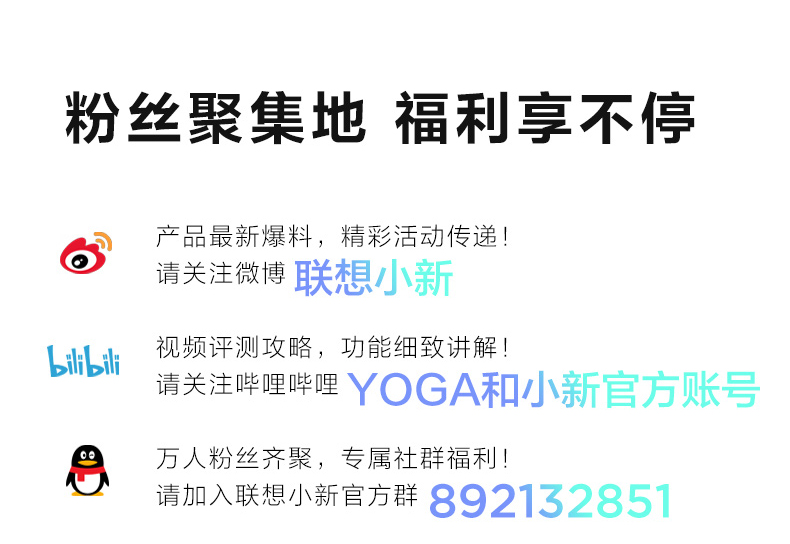 粉丝聚集地 福利享不停
产品最新爆料，精彩活动传递！
请关注微博 联想小新
bilibili
视频评测攻略，功能细致讲解！
请关注哔哩哔哩 YOGA和小新官方账号
万人粉丝齐聚，专属社群福利！
请加入联想小新官方群 892132851